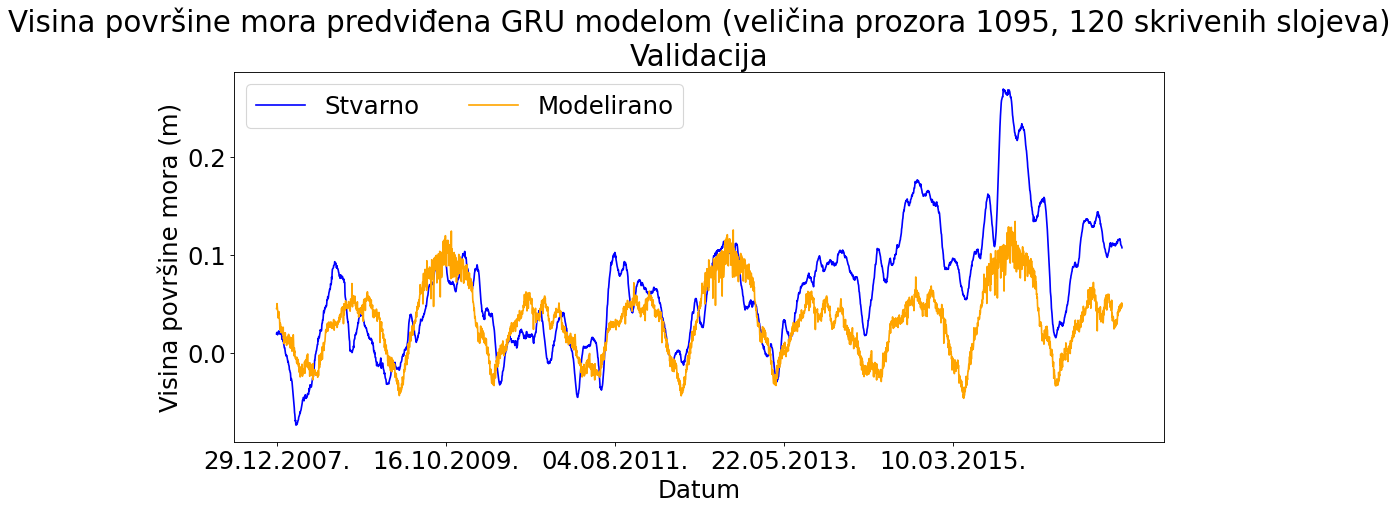 Visina površine mora predviđena GRU modelom (veličina prozora 1095, 120 skrivenih slojeva)
Validacija
Stvarno
Modelirano
Visina površine mora (m)
0.2
0.1
0.0
29.12.2007.
16.10.2009.
04.08.2011.
22.05.2013.
10.03.2015.
Datum